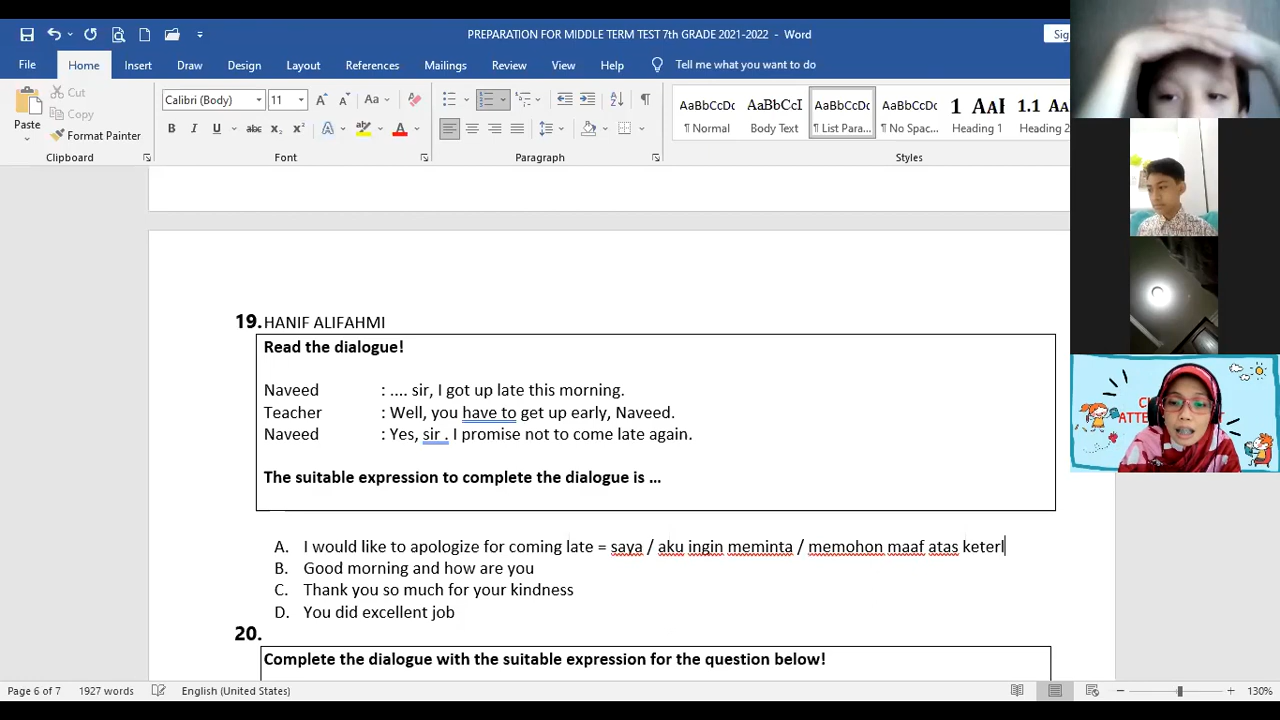 PREPARATION FOR MIDDLE TERM TEST 7th GRADE 2021-2022 - Word
File Home Insert Draw Design Layout References Mailings Review View Help Tell me what you want to do
Cut
Copy
Format Painter
Paste
Calibri (Body) 11
AaBbCcDc AaBbCcI AaBbCcDc AaBbCcDc 1 AaI 1.1 AaB
¶ Normal Body Text ¶ List Para... ¶ No Spac... Heading 1 Heading 2
Clipboard Font Paragraph Styles
19. HANIF ALIFAHMI
Read the dialogue!
Naveed : .... sir, I got up late this morning.
Teacher : Well, you have to get up early, Naveed.
Naveed : Yes, sir . I promise not to come late again.
The suitable expression to complete the dialogue is ...
A. I would like to apologize for coming late = saya / aku ingin meminta / memohon maaf atas keterl
B. Good morning and how are you
C. Thank you so much for your kindness
D. You did excellent job
20.
Complete the dialogue with the suitable expression for the question below!
Page 6 of 7 1927 words English (United States) 130%